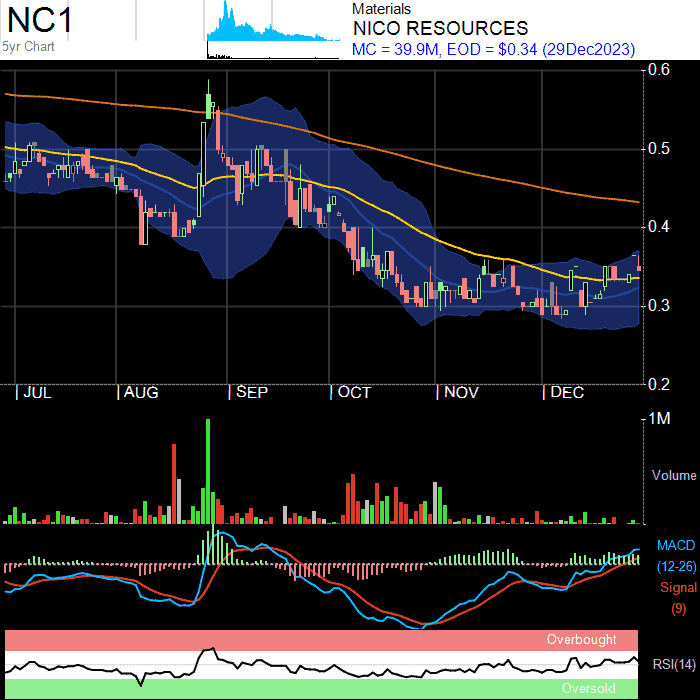 NC1
5yr Chart
Materials
NICO RESOURCES
MC = 39.9M, EOD = $0.34 (29Dec2023)
0.6
0.5
0.4
0.3
0.2
JUL AUG SEP OCT NOV DEC
1M
Volume
MACD
(12-26)
Signal
(9)
Overbought
RSI(14)
Oversold